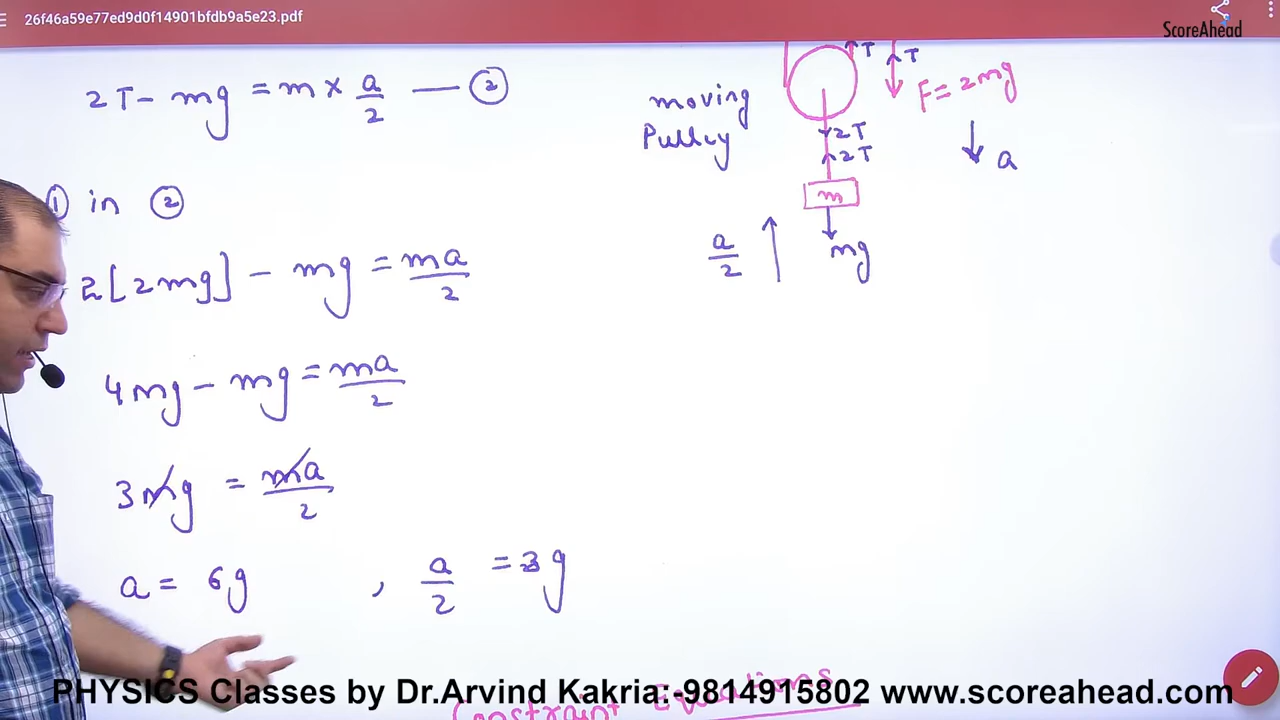 26f46a59e77ed9d0f14901bfdb9a5e23.pdf
ScoreAhead
2T - mg = m × a/2 — ②
① in ②
2[2mg] - mg = ma/2
4mg - mg = ma/2
3mg = ma/2
a = 6g , a/2 = 3g
moving
Pulley
T
T
F = 2mg
2T
2T
a
m
a/2
mg
Constraint Equations
PHYSICS Classes by Dr.Arvind Kakria:-9814915802 www.scoreahead.com